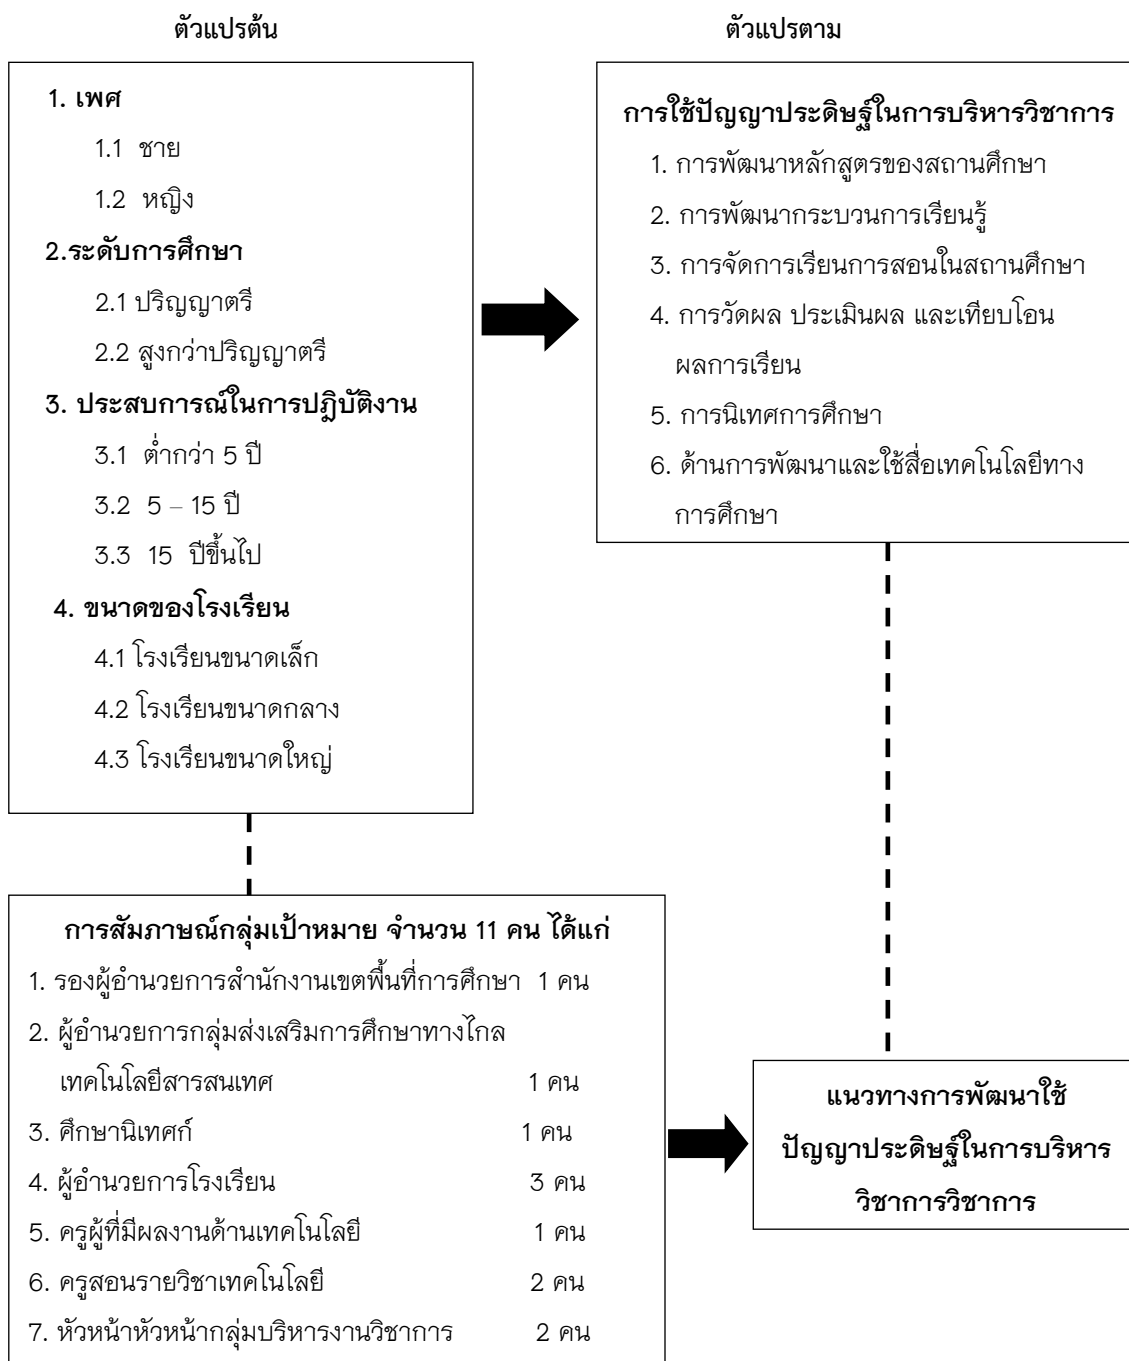 ตัวแปรต้น
ตัวแปรตาม
1. เพศ
1.1 ชาย
1.2 หญิง
2.ระดับการศึกษา
2.1 ปริญญาตรี
2.2 สูงกว่าปริญญาตรี
3. ประสบการณ์ในการปฎิบัติงาน
3.1 ต่ำกว่า 5 ปี
3.2 5 – 15 ปี
3.3 15 ปีขึ้นไป
4. ขนาดของโรงเรียน
4.1 โรงเรียนขนาดเล็ก
4.2 โรงเรียนขนาดกลาง
4.3 โรงเรียนขนาดใหญ่
การใช้ปัญญาประดิษฐ์ในการบริหารวิชาการ
1. การพัฒนาหลักสูตรของสถานศึกษา
2. การพัฒนากระบวนการเรียนรู้
3. การจัดการเรียนการสอนในสถานศึกษา
4. การวัดผล ประเมินผล และเทียบโอน
ผลการเรียน
5. การนิเทศการศึกษา
6. ด้านการพัฒนาและใช้สื่อเทคโนโลยีทาง
การศึกษา
การสัมภาษณ์กลุ่มเป้าหมาย จำนวน 11 คน ได้แก่
1. รองผู้อำนวยการสำนักงานเขตพื้นที่การศึกษา 1 คน
2. ผู้อำนวยการกลุ่มส่งเสริมการศึกษาทางไกล
เทคโนโลยีสารสนเทศ 1 คน
3. ศึกษานิเทศก์ 1 คน
4. ผู้อำนวยการโรงเรียน 3 คน
5. ครูผู้ที่มีผลงานด้านเทคโนโลยี 1 คน
6. ครูสอนรายวิชาเทคโนโลยี 2 คน
7. หัวหน้าหัวหน้ากลุ่มบริหารงานวิชาการ 2 คน
แนวทางการพัฒนาใช้
ปัญญาประดิษฐ์ในการบริหาร
วิชาการวิชาการ